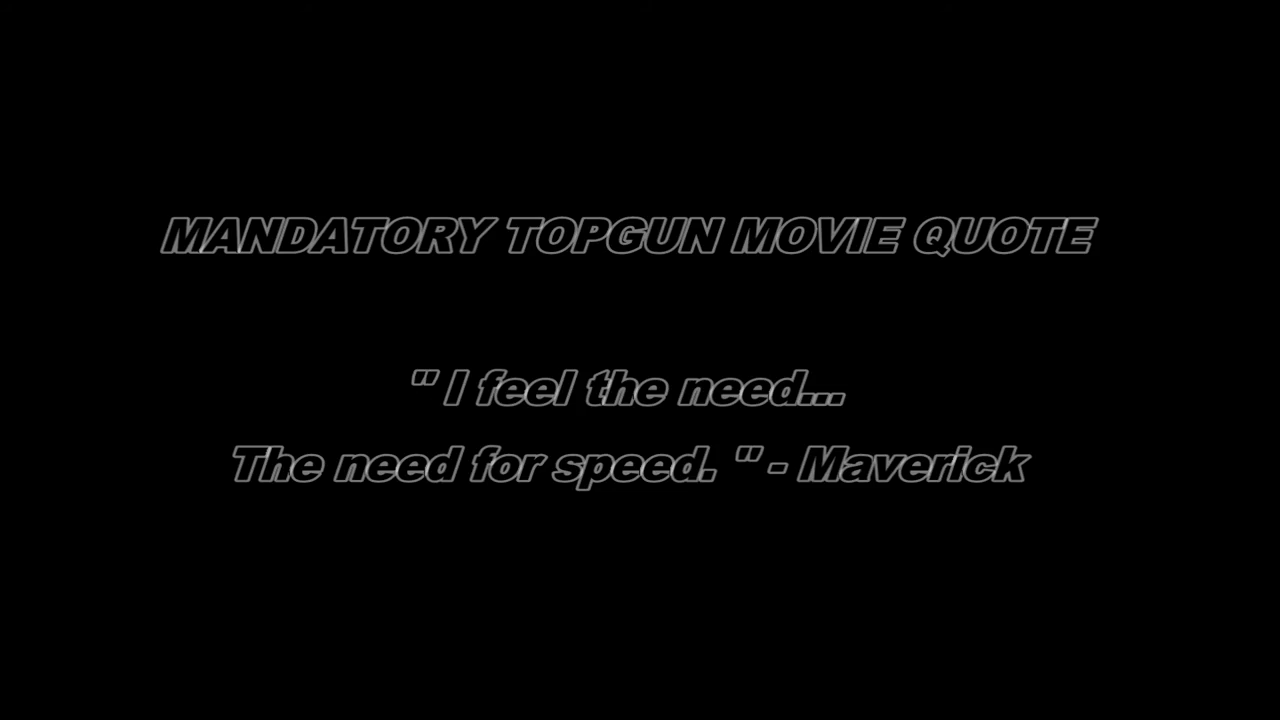 MANDATORY TOPGUN MOVIE QUOTE
" I feel the need...
The need for speed. " - Maverick